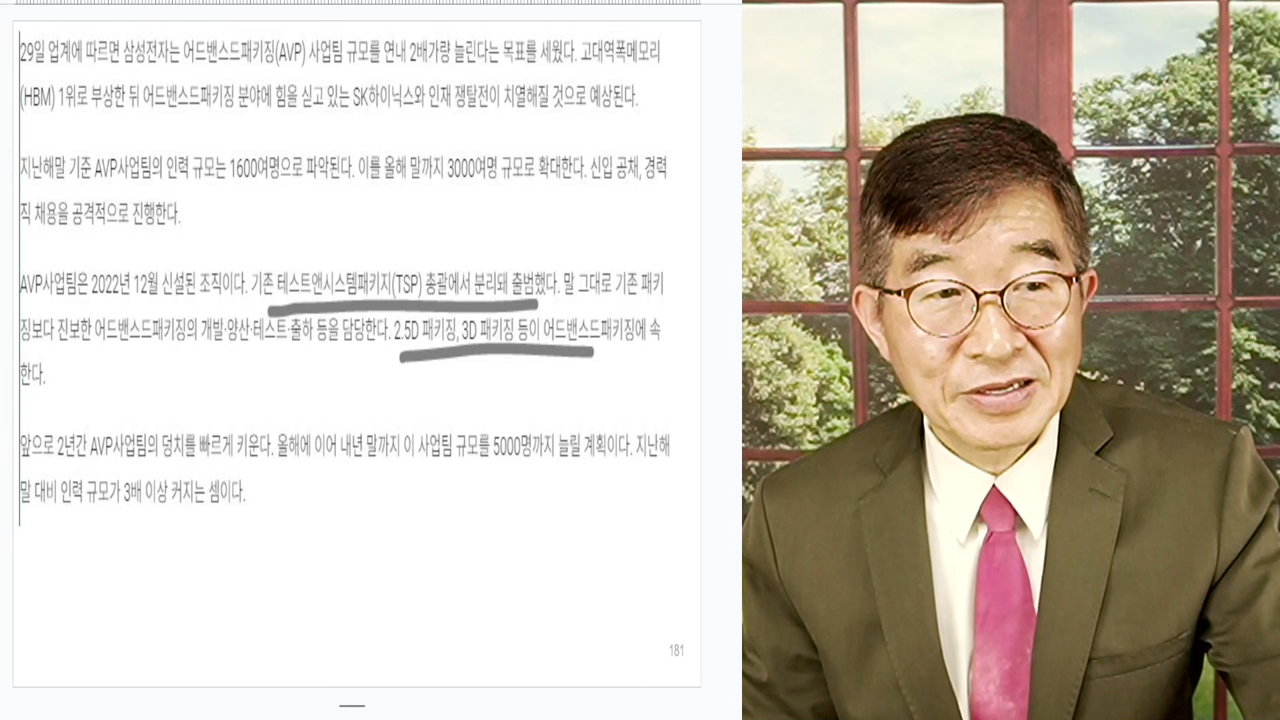 29일 업계에 따르면 삼성전자는 어드밴스드패키징(AVP) 사업팀 규모를 연내 2배가량 늘린다는 목표를 세웠다. 고대역폭메모리
(HBM) 1위로 부상한 뒤 어드밴스드패키징 분야에 힘을 싣고 있는 SK하이닉스와 인재 쟁탈전이 치열해질 것으로 예상된다.
지난해말 기준 AVP사업팀의 인력 규모는 1600여명으로 파악된다. 이를 올해 말까지 3000여명 규모로 확대한다. 신입 공채, 경력
직 채용을 공격적으로 진행한다.
AVP사업팀은 2022년 12월 신설된 조직이다. 기존 테스트앤시스템패키지(TSP) 총괄에서 분리돼 출범했다. 말 그대로 기존 패키
징보다 진보한 어드밴스드패키징의 개발·양산·테스트·출하 등을 담당한다. 2.5D 패키징, 3D 패키징 등이 어드밴스드패키징에 속
한다.
앞으로 2년간 AVP사업팀의 덩치를 빠르게 키운다. 올해에 이어 내년 말까지 이 사업팀 규모를 5000명까지 늘릴 계획이다. 지난해
말 대비 인력 규모가 3배 이상 커지는 셈이다.
181